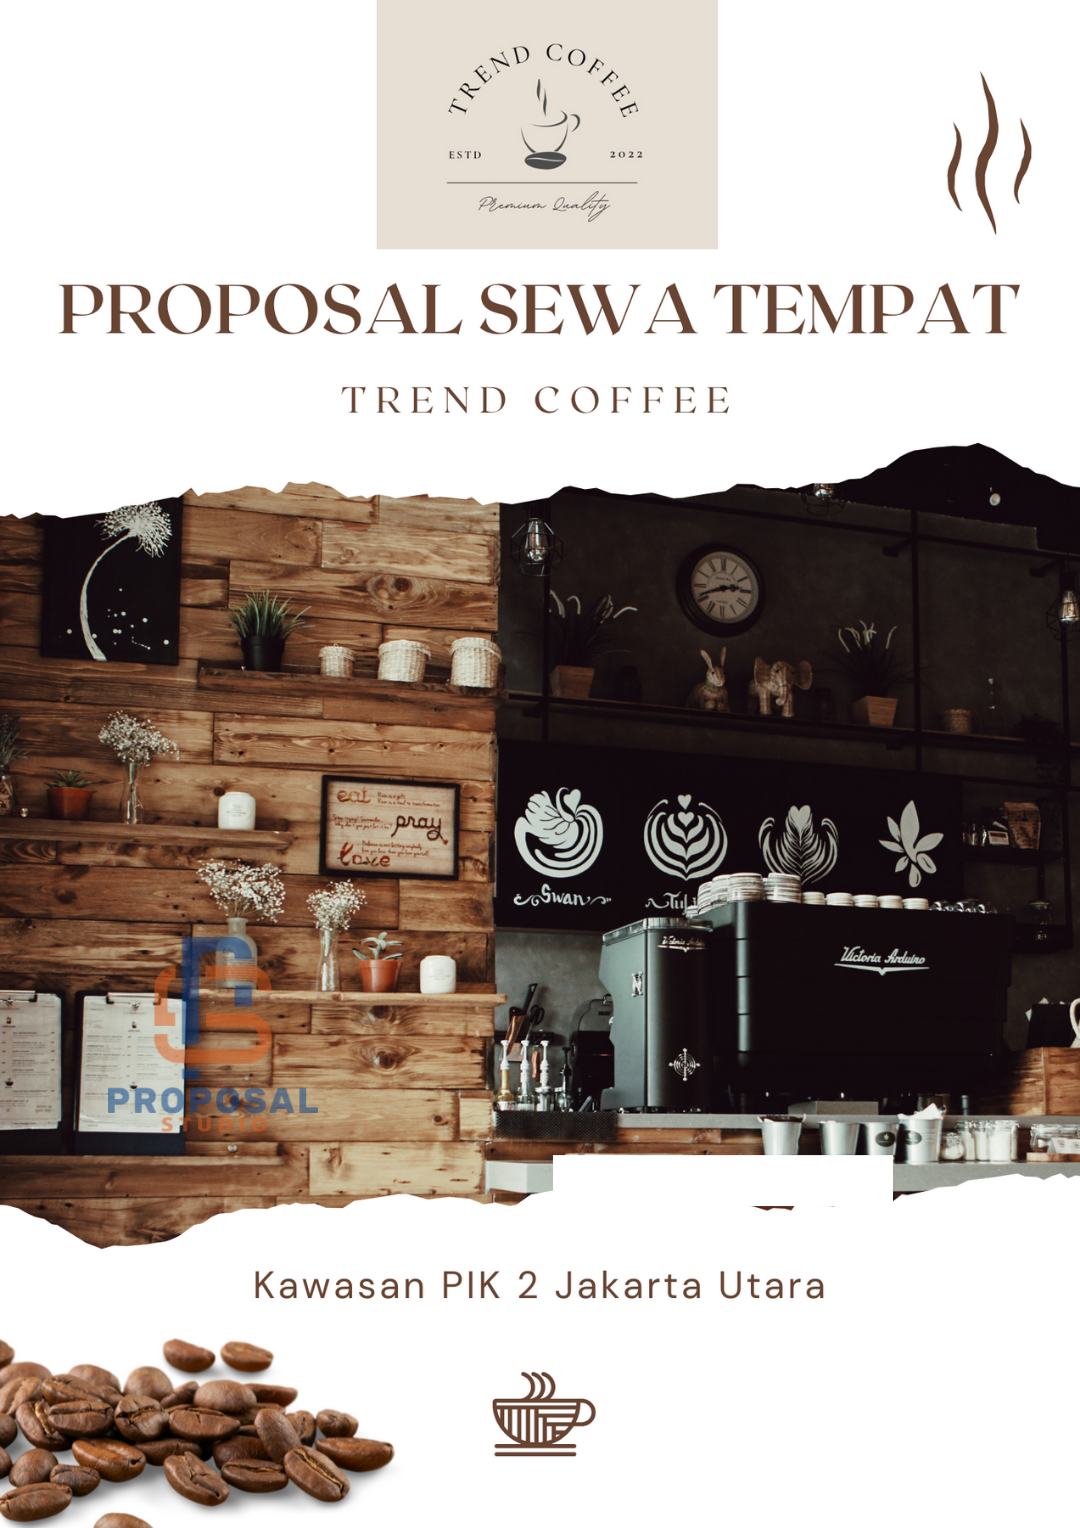 TREND COFFEE
ESTD 2022
Premium Quality
PROPOSAL SEWA TEMPAT
TREND COFFEE
eat
pray
love
Swan
Victoria Arduino
PROPOSAL
STUDIO
Kawasan PIK 2 Jakarta Utara